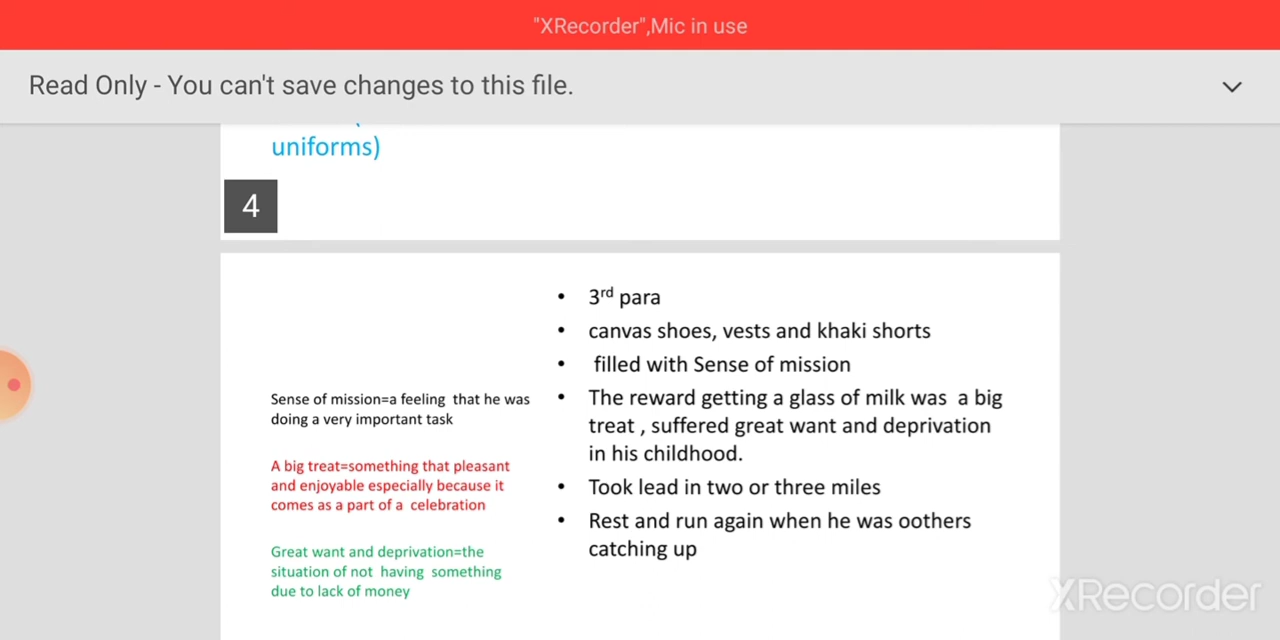 "XRecorder",Mic in use
Read Only - You can't save changes to this file.
uniforms)
4
• 3rd para
• canvas shoes, vests and khaki shorts
• filled with Sense of mission
• The reward getting a glass of milk was a big
treat , suffered great want and deprivation
in his childhood.
• Took lead in two or three miles
• Rest and run again when he was oothers
catching up
Sense of mission=a feeling that he was
doing a very important task
A big treat=something that pleasant
and enjoyable especially because it
comes as a part of a celebration
Great want and deprivation=the
situation of not having something
due to lack of money
XRecorder